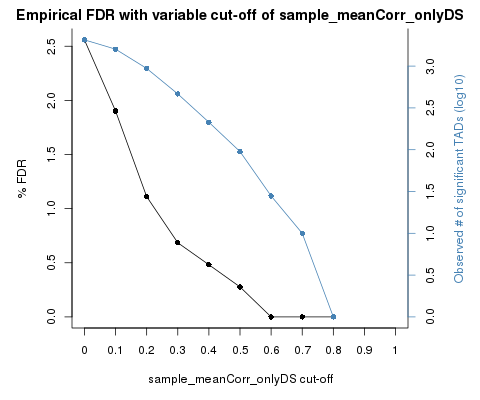 Empirical FDR with variable cut-off of sample_meanCorr_onlyDS
% FDR
0.0 0.5 1.0 1.5 2.0 2.5
0 0.1 0.2 0.3 0.4 0.5 0.6 0.7 0.8 0.9 1
sample_meanCorr_onlyDS cut-off
0.0 0.5 1.0 1.5 2.0 2.5 3.0
Observed # of significant TADs (log10)